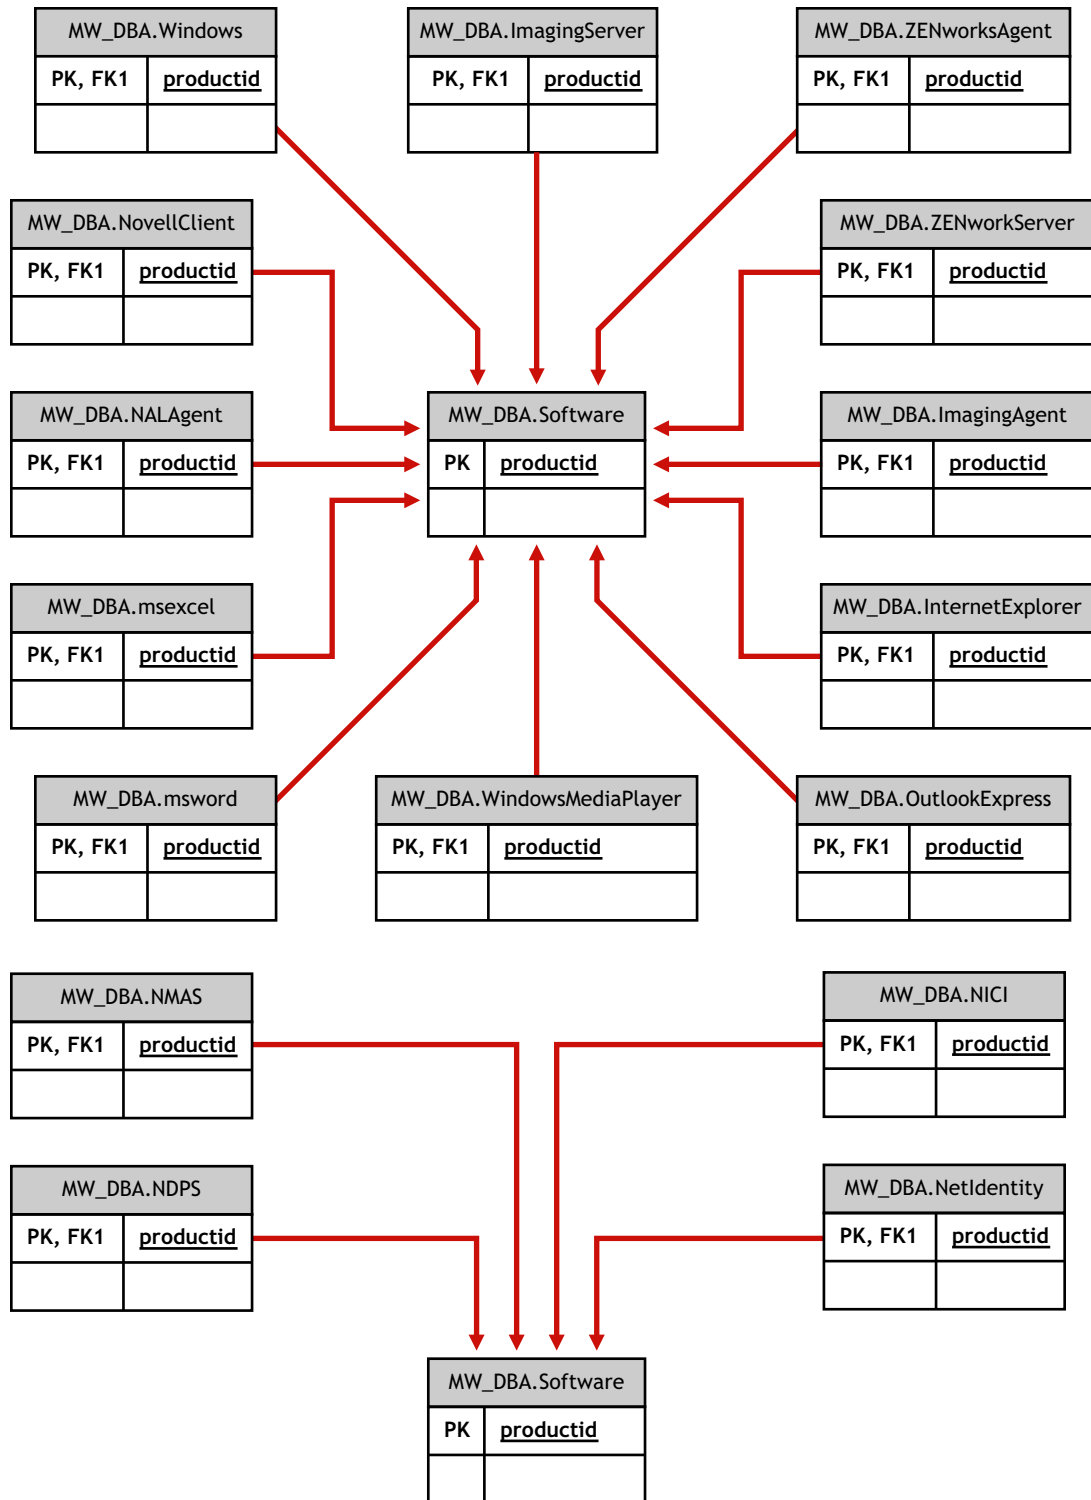 MW_DBA.Windows
PK, FK1 productid
MW_DBA.ImagingServer
PK, FK1 productid
MW_DBA.ZENworksAgent
PK, FK1 productid
MW_DBA.NovellClient
PK, FK1 productid
MW_DBA.ZENworkServer
PK, FK1 productid
MW_DBA.NALAgent
PK, FK1 productid
MW_DBA.Software
PK productid
MW_DBA.ImagingAgent
PK, FK1 productid
MW_DBA.msexcel
PK, FK1 productid
MW_DBA.InternetExplorer
PK, FK1 productid
MW_DBA.msword
PK, FK1 productid
MW_DBA.WindowsMediaPlayer
PK, FK1 productid
MW_DBA.OutlookExpress
PK, FK1 productid
MW_DBA.NMAS
PK, FK1 productid
MW_DBA.NICI
PK, FK1 productid
MW_DBA.NDPS
PK, FK1 productid
MW_DBA.NetIdentity
PK, FK1 productid
MW_DBA.Software
PK productid